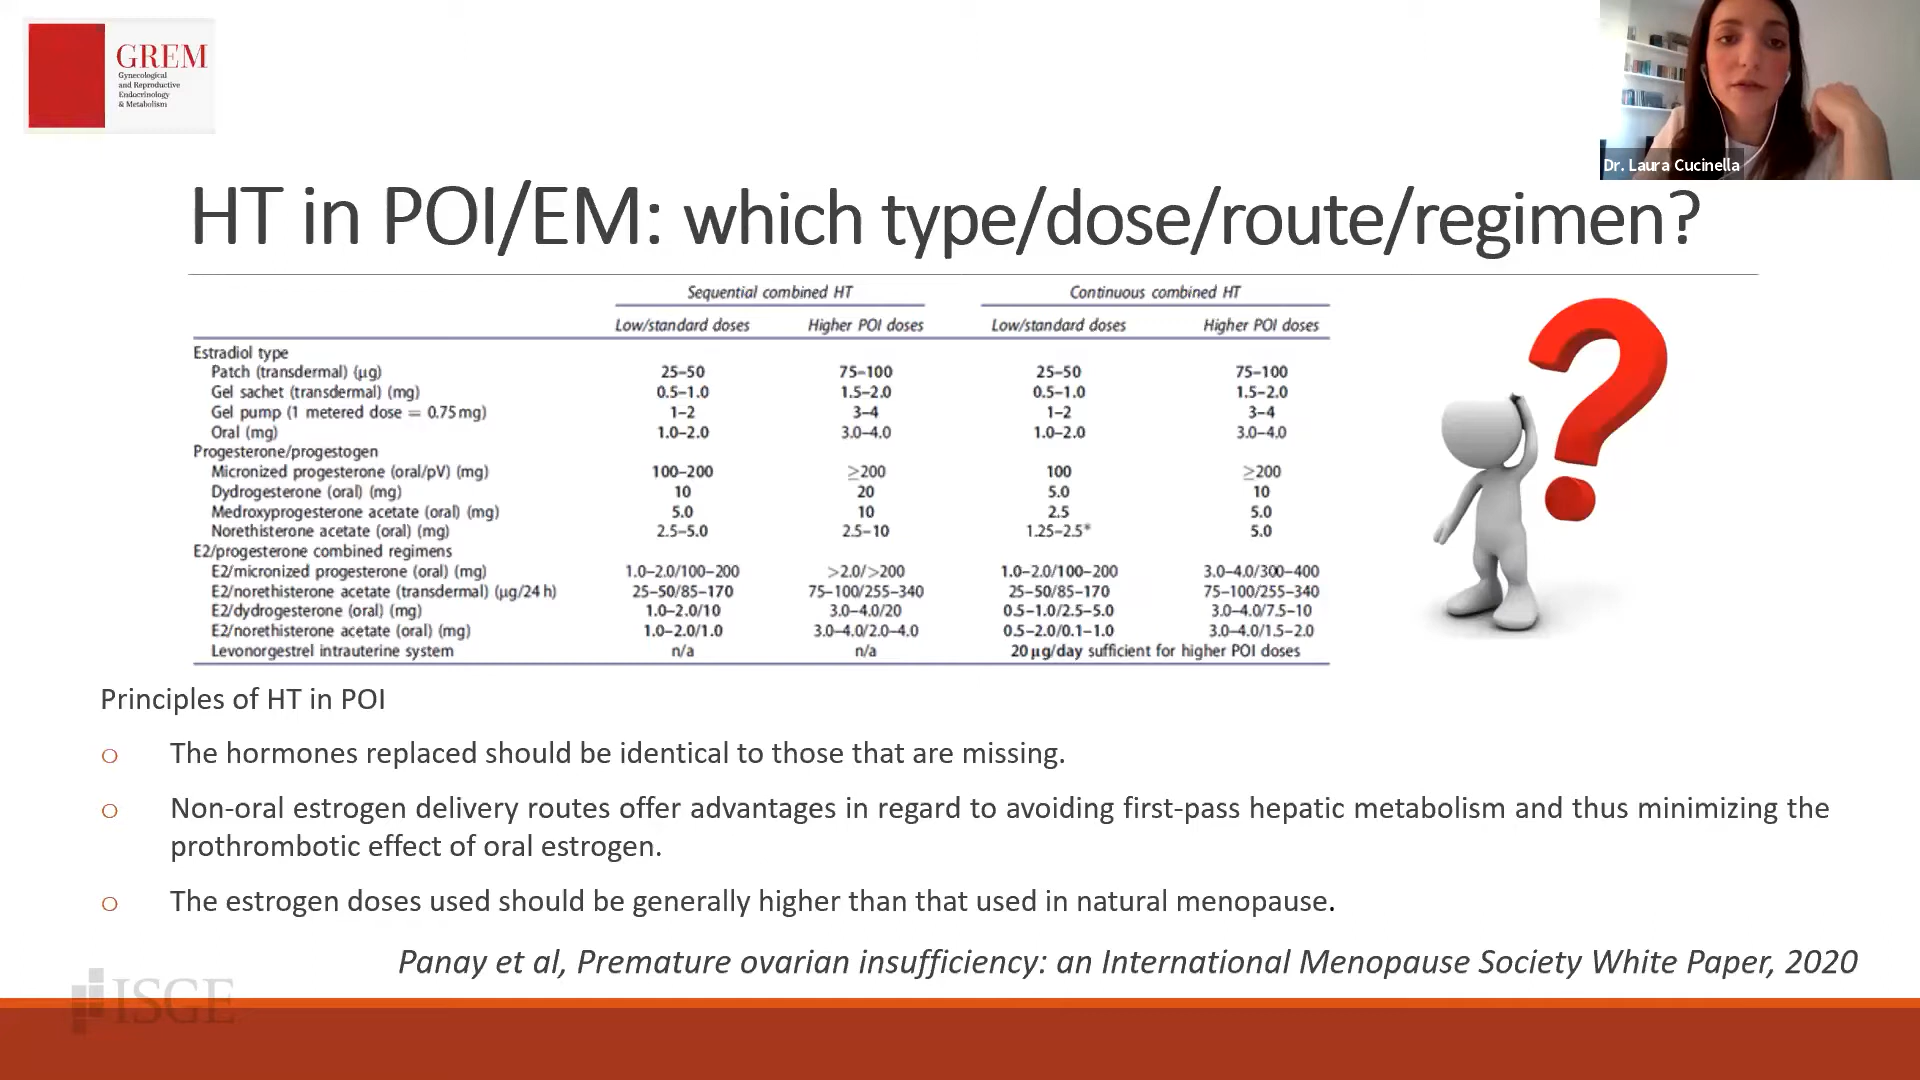 GREM
Gynecological
and Reproductive
Endocrinology
& Metabolism
Dr. Laura Cucinella
HT in POI/EM: which type/dose/route/regimen?
Sequential combined HT Continuous combined HT
Low/standard doses Higher POI doses Low/standard doses Higher POI doses
Estradiol type
Patch (transdermal) (µg) 25–50 75–100 25–50 75–100
Gel sachet (transdermal) (mg) 0.5–1.0 1.5–2.0 0.5–1.0 1.5–2.0
Gel pump (1 metered dose = 0.75 mg) 1–2 3–4 1–2 3–4
Oral (mg) 1.0–2.0 3.0–4.0 1.0–2.0 3.0–4.0
Progesterone/progestogen
Micronized progesterone (oral/pV) (mg) 100–200 ≥200 100 ≥200
Dydrogesterone (oral) (mg) 10 20 5.0 10
Medroxyprogesterone acetate (oral) (mg) 5.0 10 2.5 5.0
Norethisterone acetate (oral) (mg) 2.5–5.0 2.5–10 1.25–2.5* 5.0
E2/progesterone combined regimens
E2/micronized progesterone (oral) (mg) 1.0–2.0/100–200 >2.0/>200 1.0–2.0/100–200 3.0–4.0/300–400
E2/norethisterone acetate (transdermal) (µg/24 h) 25–50/85–170 75–100/255–340 25–50/85–170 75–100/255–340
E2/dydrogesterone (oral) (mg) 1.0–2.0/10 3.0–4.0/20 0.5–1.0/2.5–5.0 3.0–4.0/7.5–10
E2/norethisterone acetate (oral) (mg) 1.0–2.0/1.0 3.0–4.0/2.0–4.0 0.5–2.0/0.1–1.0 3.0–4.0/1.5–2.0
Levonorgestrel intrauterine system n/a n/a 20 µg/day sufficient for higher POI doses
Principles of HT in POI
o The hormones replaced should be identical to those that are missing.
o Non-oral estrogen delivery routes offer advantages in regard to avoiding first-pass hepatic metabolism and thus minimizing the
prothrombotic effect of oral estrogen.
o The estrogen doses used should be generally higher than that used in natural menopause.
Panay et al, Premature ovarian insufficiency: an International Menopause Society White Paper, 2020
ISGE